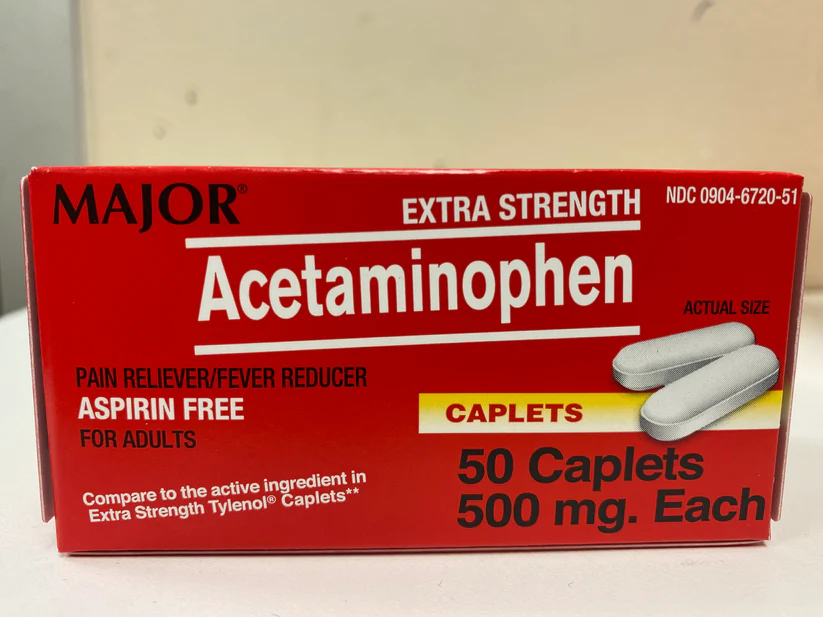 MAJOR®
EXTRA STRENGTH
NDC 0904-6720-51
Acetaminophen
ACTUAL SIZE
PAIN RELIEVER/FEVER REDUCER
ASPIRIN FREE
FOR ADULTS
CAPLETS
50 Caplets
500 mg. Each
Compare to the active ingredient in
Extra Strength Tylenol® Caplets**